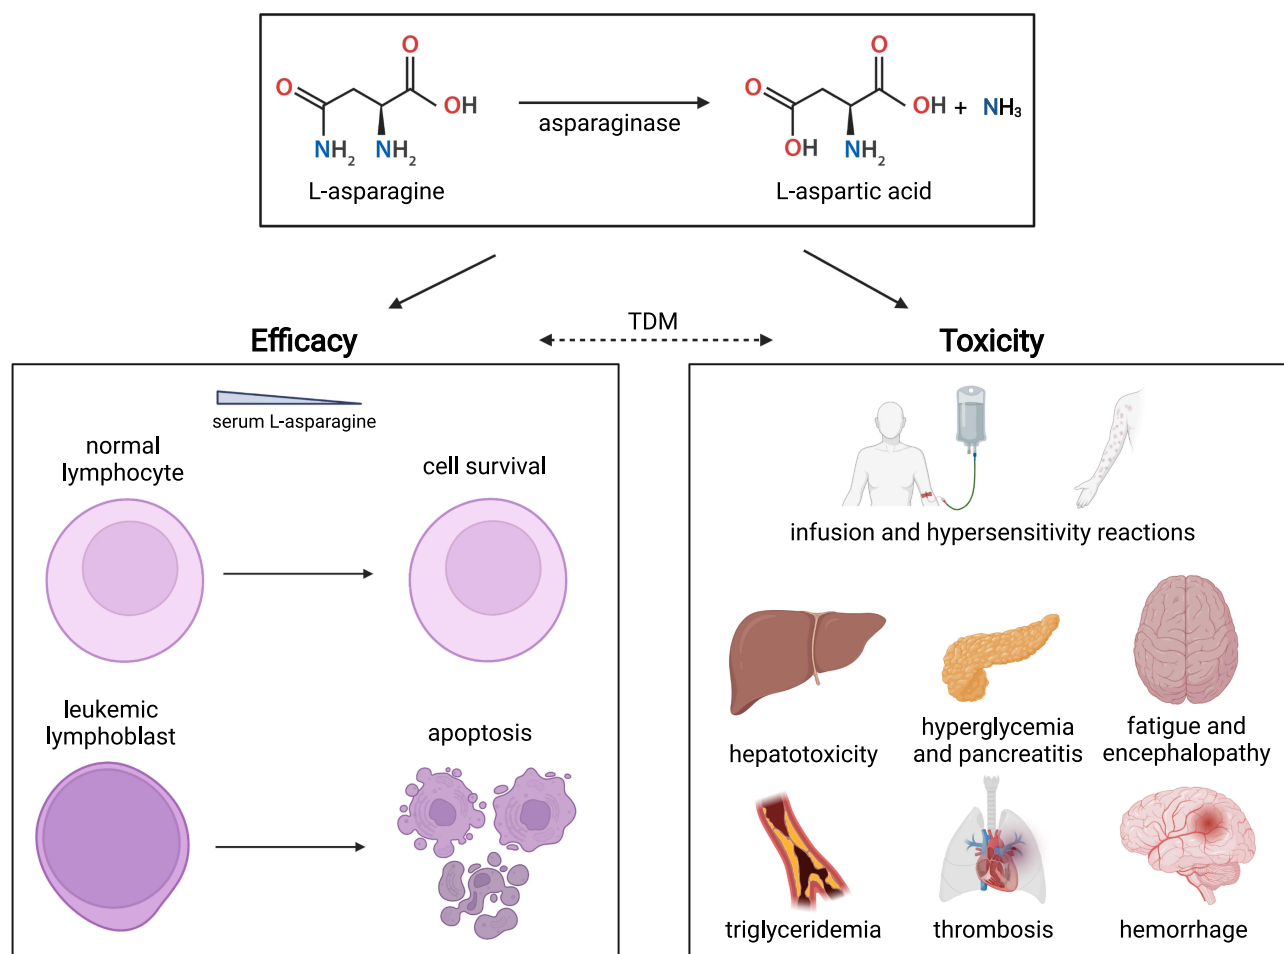 O
O
OH
NH₂
NH₂
L-asparagine
asparaginase
O
O
OH
OH
NH₂
+ NH₃
L-aspartic acid
Efficacy
TDM
Toxicity
serum L-asparagine
normal
lymphocyte
cell survival
leukemic
lymphoblast
apoptosis
infusion and hypersensitivity reactions
hepatotoxicity
hyperglycemia
and pancreatitis
fatigue and
encephalopathy
triglyceridemia
thrombosis
hemorrhage